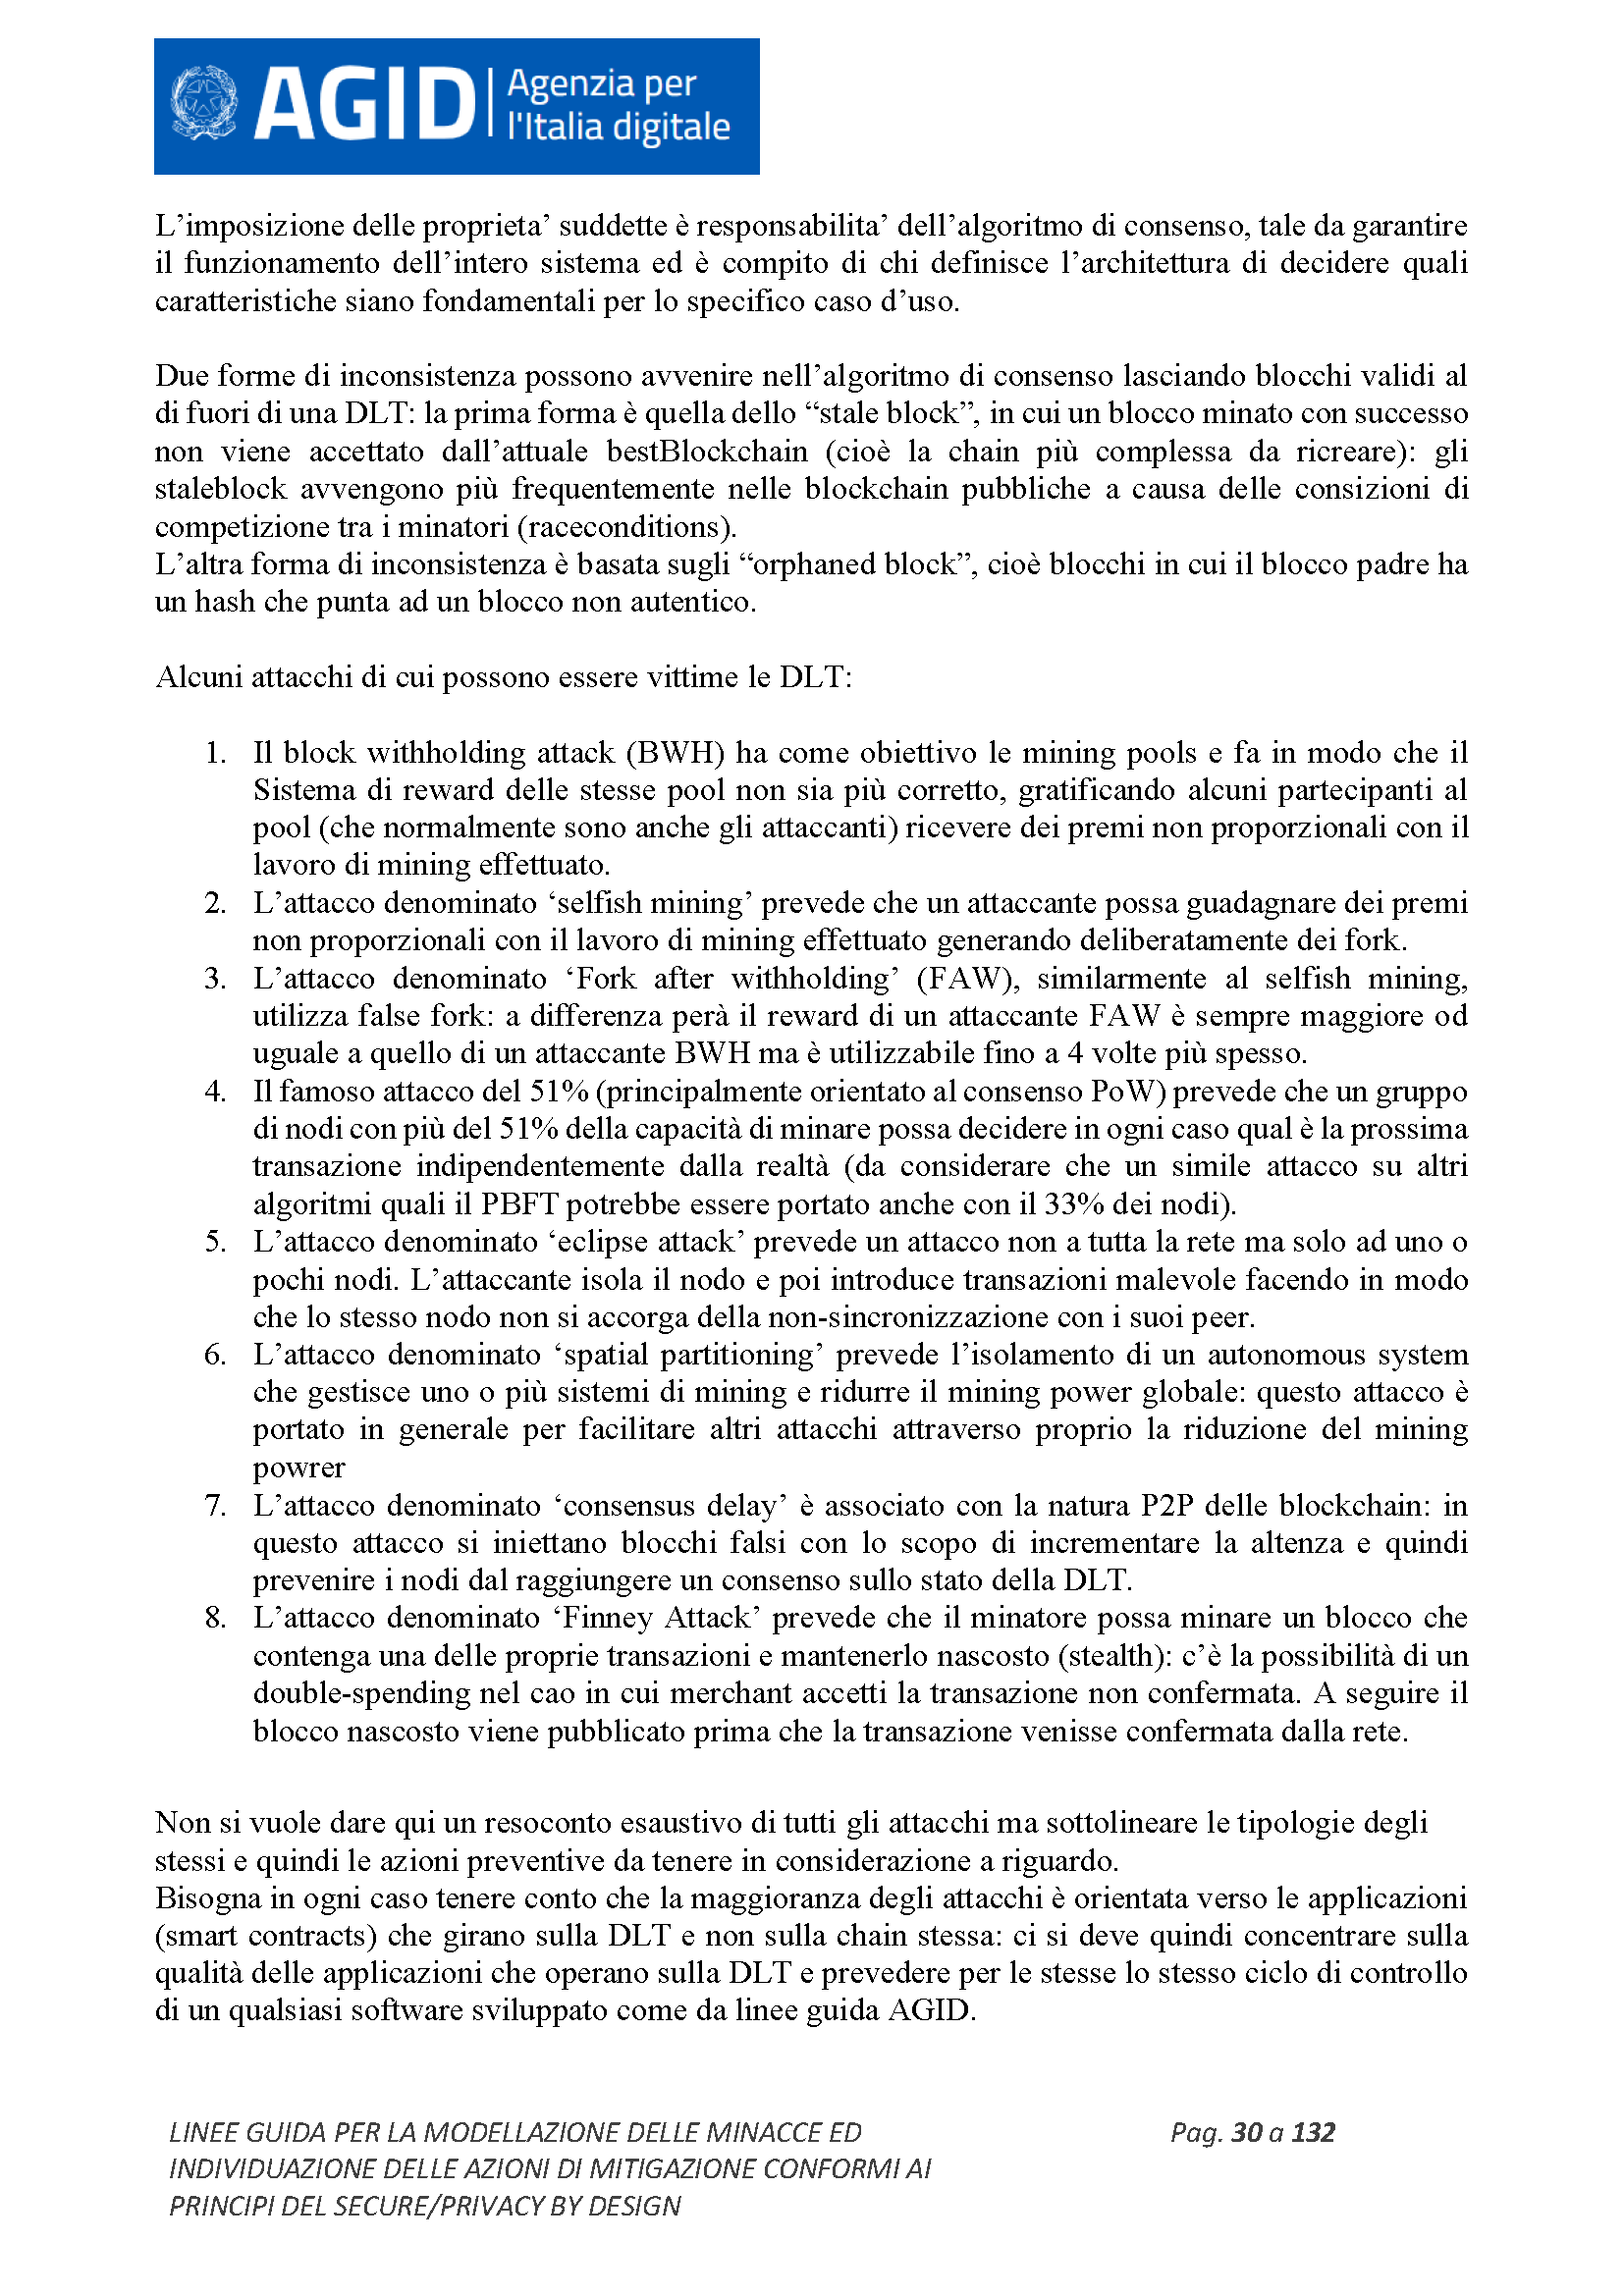 AGID
Agenzia per
l'Italia digitale
L’imposizione delle proprieta’ suddette è responsabilita’ dell’algoritmo di consenso, tale da garantire
il funzionamento dell’intero sistema ed è compito di chi definisce l’architettura di decidere quali
caratteristiche siano fondamentali per lo specifico caso d’uso.
Due forme di inconsistenza possono avvenire nell’algoritmo di consenso lasciando blocchi validi al
di fuori di una DLT: la prima forma è quella dello “stale block”, in cui un blocco minato con successo
non viene accettato dall’attuale bestBlockchain (cioè la chain più complessa da ricreare): gli
staleblock avvengono più frequentemente nelle blockchain pubbliche a causa delle consizioni di
competizione tra i minatori (raceconditions).
L’altra forma di inconsistenza è basata sugli “orphaned block”, cioè blocchi in cui il blocco padre ha
un hash che punta ad un blocco non autentico.
Alcuni attacchi di cui possono essere vittime le DLT:
1. Il block withholding attack (BWH) ha come obiettivo le mining pools e fa in modo che il
Sistema di reward delle stesse pool non sia più corretto, gratificando alcuni partecipanti al
pool (che normalmente sono anche gli attaccanti) ricevere dei premi non proporzionali con il
lavoro di mining effettuato.
2. L’attacco denominato ‘selfish mining’ prevede che un attaccante possa guadagnare dei premi
non proporzionali con il lavoro di mining effettuato generando deliberatamente dei fork.
3. L’attacco denominato ‘Fork after withholding’ (FAW), similarmente al selfish mining,
utilizza false fork: a differenza perà il reward di un attaccante FAW è sempre maggiore od
uguale a quello di un attaccante BWH ma è utilizzabile fino a 4 volte più spesso.
4. Il famoso attacco del 51% (principalmente orientato al consenso PoW) prevede che un gruppo
di nodi con più del 51% della capacità di minare possa decidere in ogni caso qual è la prossima
transazione indipendentemente dalla realtà (da considerare che un simile attacco su altri
algoritmi quali il PBFT potrebbe essere portato anche con il 33% dei nodi).
5. L’attacco denominato ‘eclipse attack’ prevede un attacco non a tutta la rete ma solo ad uno o
pochi nodi. L’attaccante isola il nodo e poi introduce transazioni malevole facendo in modo
che lo stesso nodo non si accorga della non-sincronizzazione con i suoi peer.
6. L’attacco denominato ‘spatial partitioning’ prevede l’isolamento di un autonomous system
che gestisce uno o più sistemi di mining e ridurre il mining power globale: questo attacco è
portato in generale per facilitare altri attacchi attraverso proprio la riduzione del mining
powrer
7. L’attacco denominato ‘consensus delay’ è associato con la natura P2P delle blockchain: in
questo attacco si iniettano blocchi falsi con lo scopo di incrementare la altenza e quindi
prevenire i nodi dal raggiungere un consenso sullo stato della DLT.
8. L’attacco denominato ‘Finney Attack’ prevede che il minatore possa minare un blocco che
contenga una delle proprie transazioni e mantenerlo nascosto (stealth): c’è la possibilità di un
double-spending nel cao in cui merchant accetti la transazione non confermata. A seguire il
blocco nascosto viene pubblicato prima che la transazione venisse confermata dalla rete.
Non si vuole dare qui un resoconto esaustivo di tutti gli attacchi ma sottolineare le tipologie degli
stessi e quindi le azioni preventive da tenere in considerazione a riguardo.
Bisogna in ogni caso tenere conto che la maggioranza degli attacchi è orientata verso le applicazioni
(smart contracts) che girano sulla DLT e non sulla chain stessa: ci si deve quindi concentrare sulla
qualità delle applicazioni che operano sulla DLT e prevedere per le stesse lo stesso ciclo di controllo
di un qualsiasi software sviluppato come da linee guida AGID.
LINEE GUIDA PER LA MODELLAZIONE DELLE MINACCE ED
INDIVIDUAZIONE DELLE AZIONI DI MITIGAZIONE CONFORMI AI
PRINCIPI DEL SECURE/PRIVACY BY DESIGN
Pag. 30 a 132